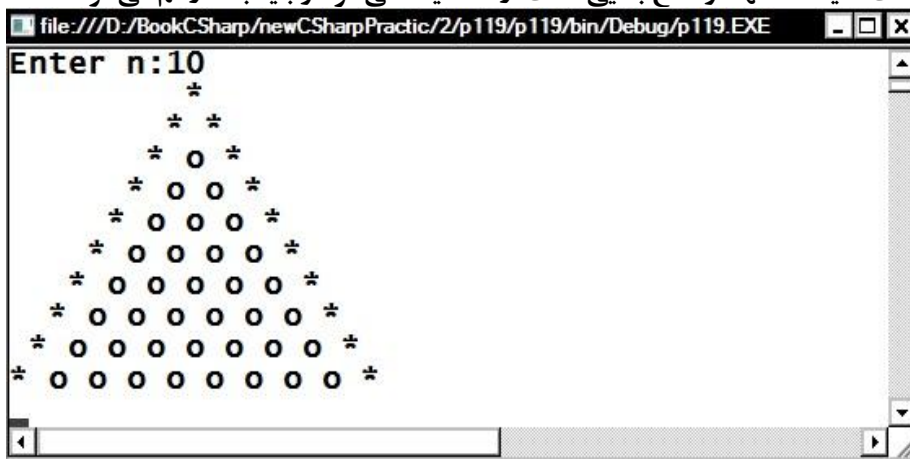 file:///D:/BookCSharp/newCSharpPractic/2/p119/p119/bin/Debug/p119.EXE
Enter n:10
*
* *
* o *
* o o *
* o o o *
* o o o o *
* o o o o o *
* o o o o o o *
* o o o o o o o *
* o o o o o o o o *